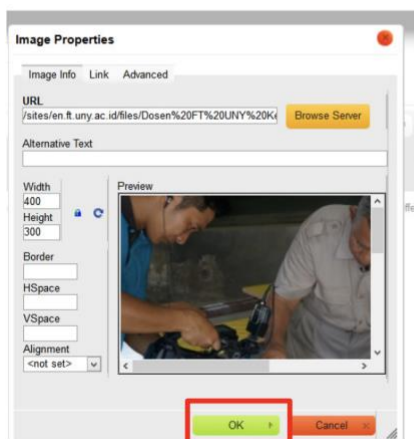 Image Properties
Image Info Link Advanced
URL
/sites/en.ft.uny.ac.id/files/Dosen%20FT%20UNY%20K
Browse Server
Alternative Text
Width
400
Height
300
Preview
Border
HSpace
VSpace
Alignment
<not set>
OK
Cancel